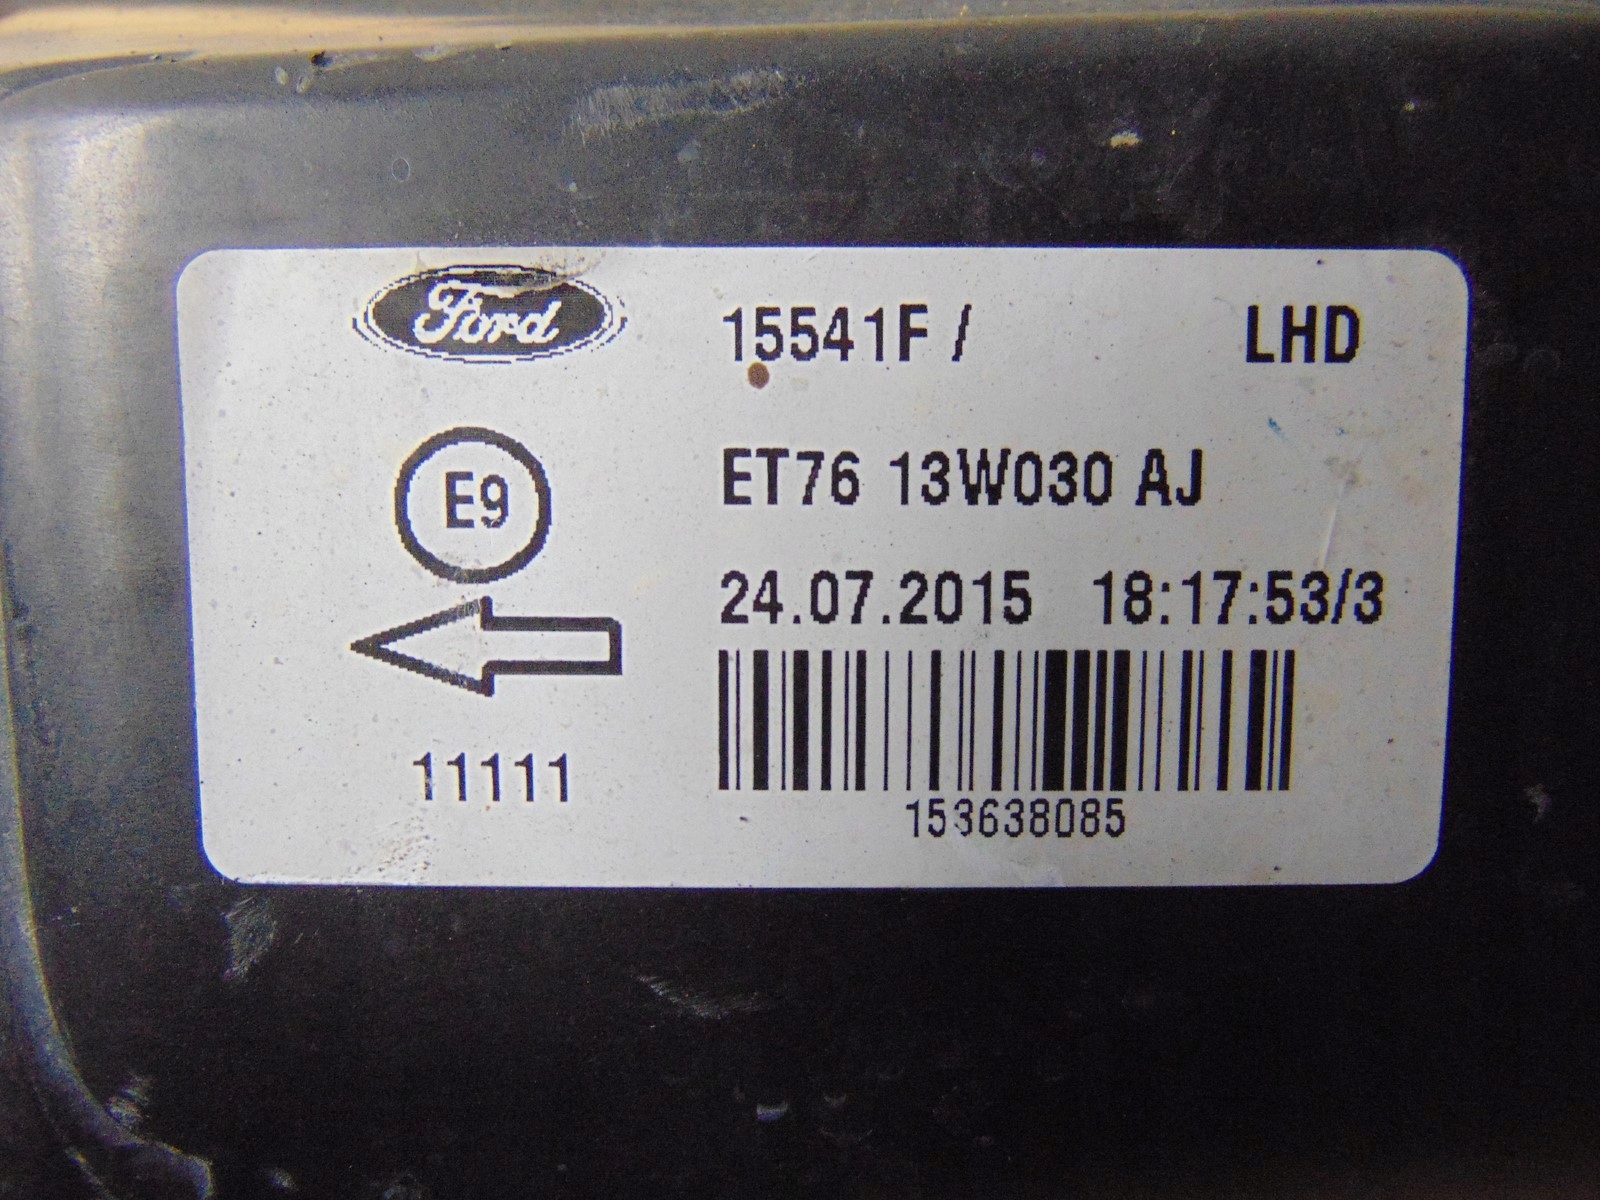 Ford
15541F / LHD
E9
ET76 13W030 AJ
24.07.2015 18:17:53/3
11111
153638085